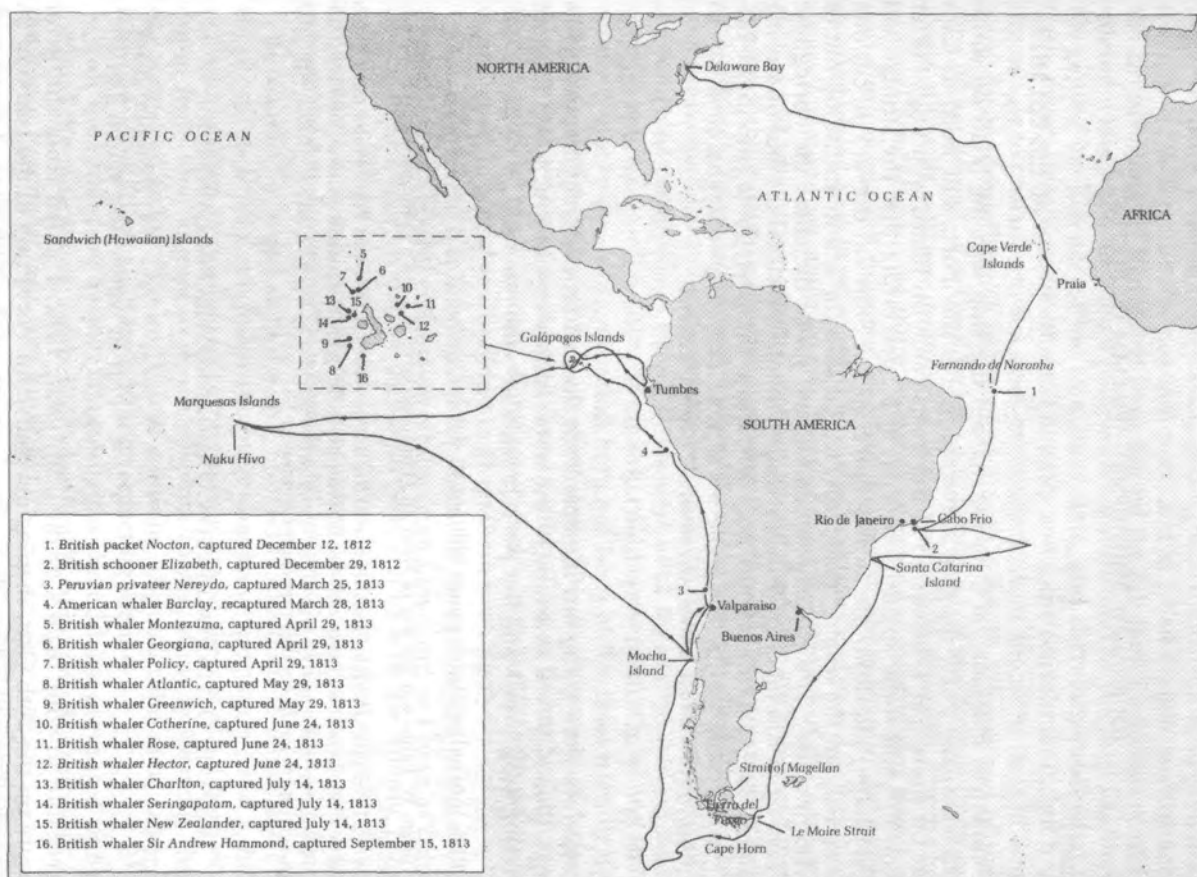 NORTH AMERICA
Delaware Bay
PACIFIC OCEAN
ATLANTIC OCEAN
AFRICA
Sandwich (Hawaiian) Islands
Cape Verde
Islands
Praia
5
6
7
10
13
15
11
14
12
9
8
16
Galápagos Islands
Fernando de Noronha
1
Tumbes
Marquesas Islands
SOUTH AMERICA
4
Nuku Hiva
Rio de Janeiro
Cabo Frio
2
Santa Catarina
Island
3
Valparaiso
Buenos Aires
Mocha
Island
Strait of Magellan
Tierra del
Fuego
Le Maire Strait
Cape Horn
1. British packet Nocton, captured December 12, 1812
2. British schooner Elizabeth, captured December 29, 1812
3. Peruvian privateer Nereyda, captured March 25, 1813
4. American whaler Barclay, recaptured March 28, 1813
5. British whaler Montezuma, captured April 29, 1813
6. British whaler Georgiana, captured April 29, 1813
7. British whaler Policy, captured April 29, 1813
8. British whaler Atlantic, captured May 29, 1813
9. British whaler Greenwich, captured May 29, 1813
10. British whaler Catherine, captured June 24, 1813
11. British whaler Rose, captured June 24, 1813
12. British whaler Hector, captured June 24, 1813
13. British whaler Charlton, captured July 14, 1813
14. British whaler Seringapatam, captured July 14, 1813
15. British whaler New Zealander, captured July 14, 1813
16. British whaler Sir Andrew Hammond, captured September 15, 1813